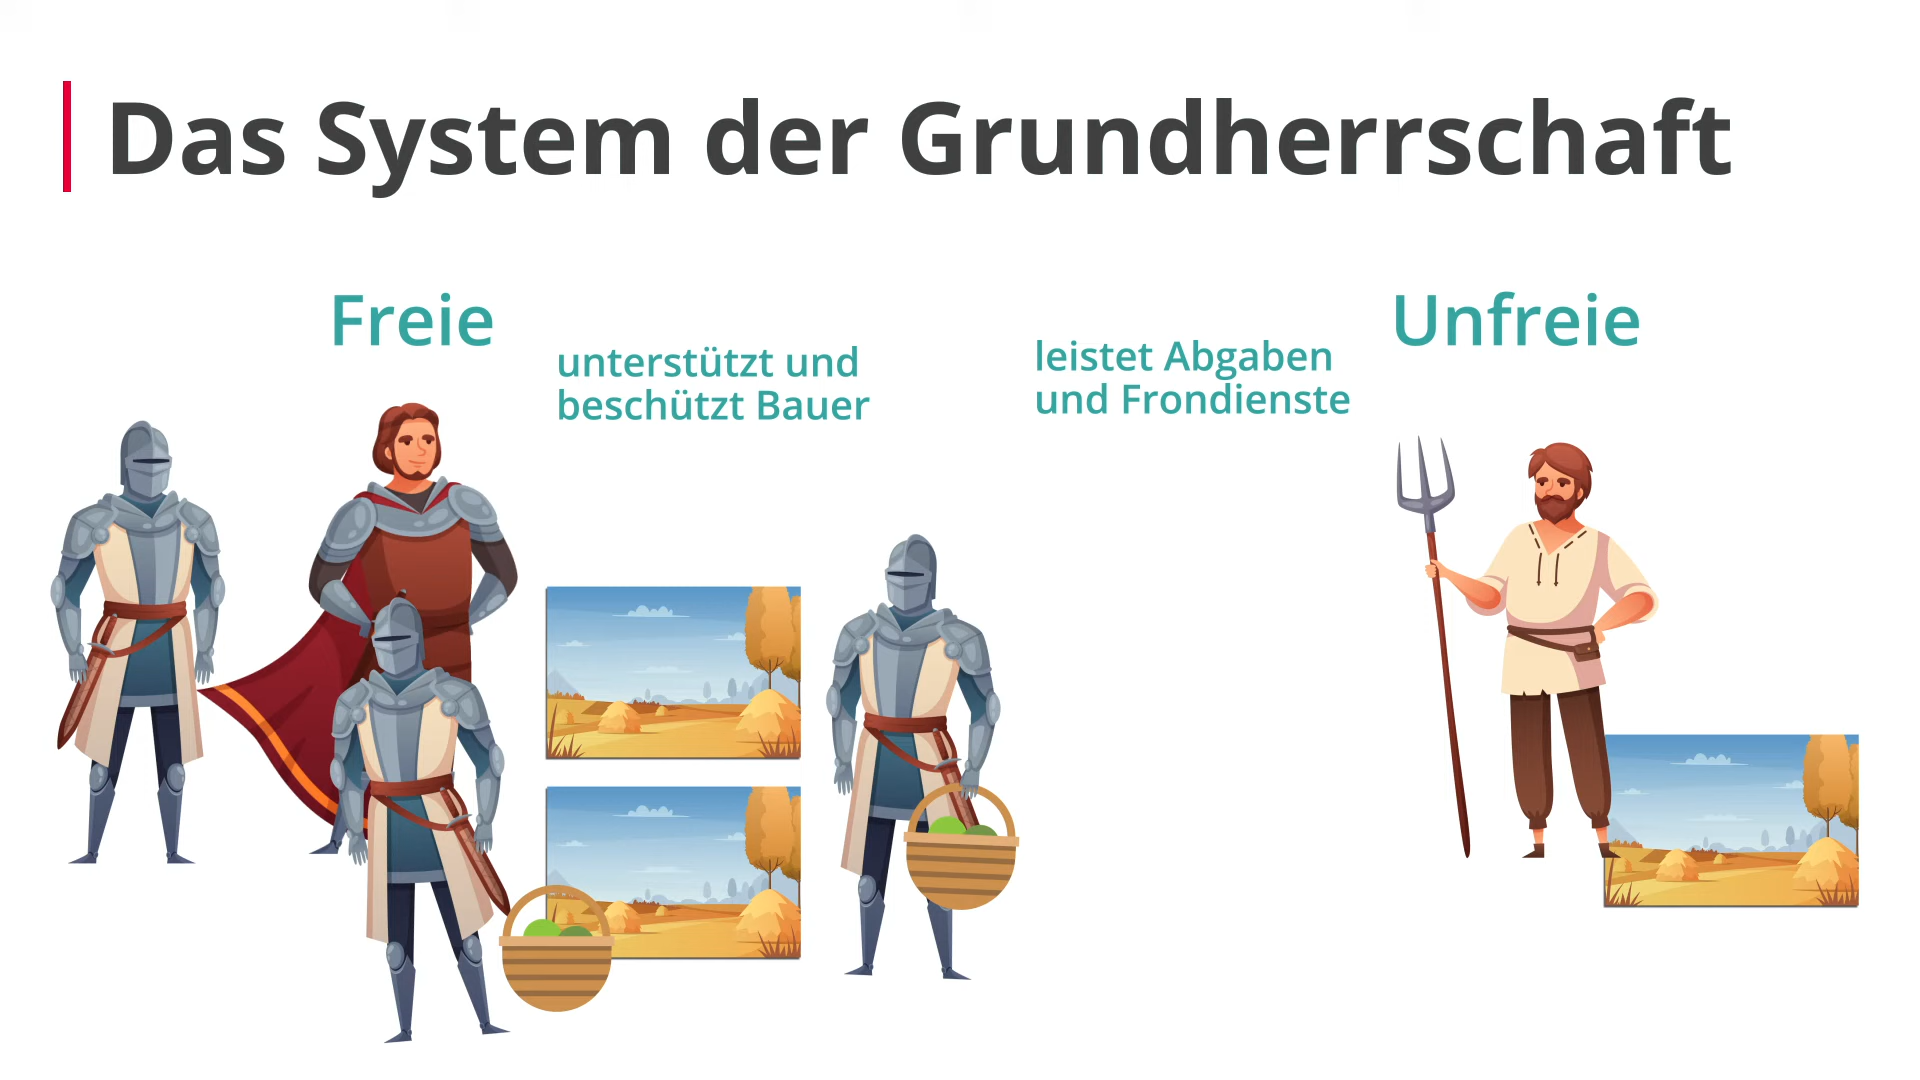 Das System der Grundherrschaft
Freie
unterstützt und
beschützt Bauer
leistet Abgaben
und Frondienste
Unfreie